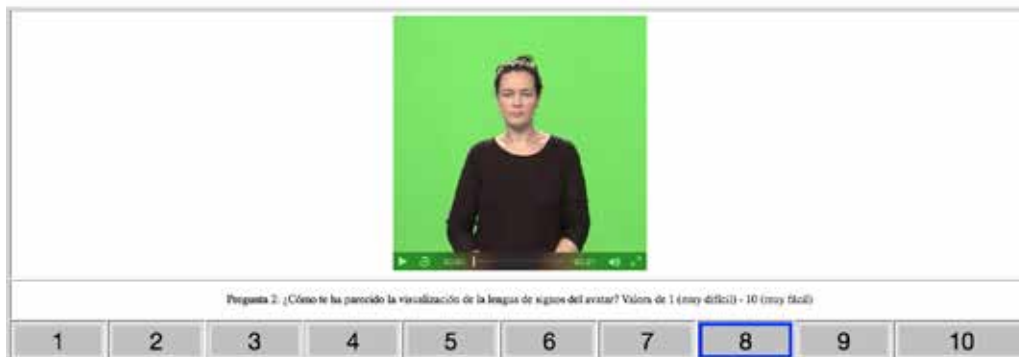 Pregunta 2. ¿Cómo te ha parecido la visualización de la lengua de signos del avatar? Valora de 1 (muy difícil) - 10 (muy fácil)
1 2 3 4 5 6 7 8 9 10